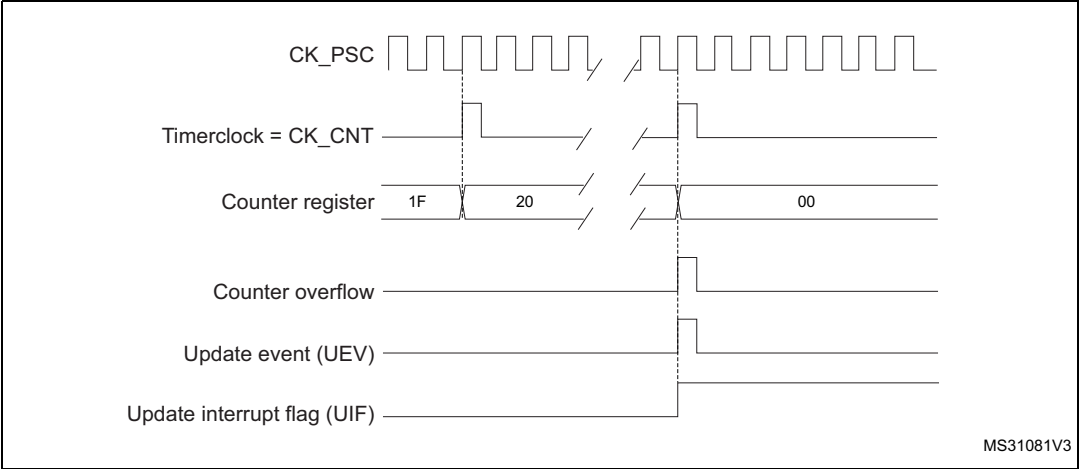 CK_PSC
Timerclock = CK_CNT
Counter register
1F
20
00
Counter overflow
Update event (UEV)
Update interrupt flag (UIF)
MS31081V3